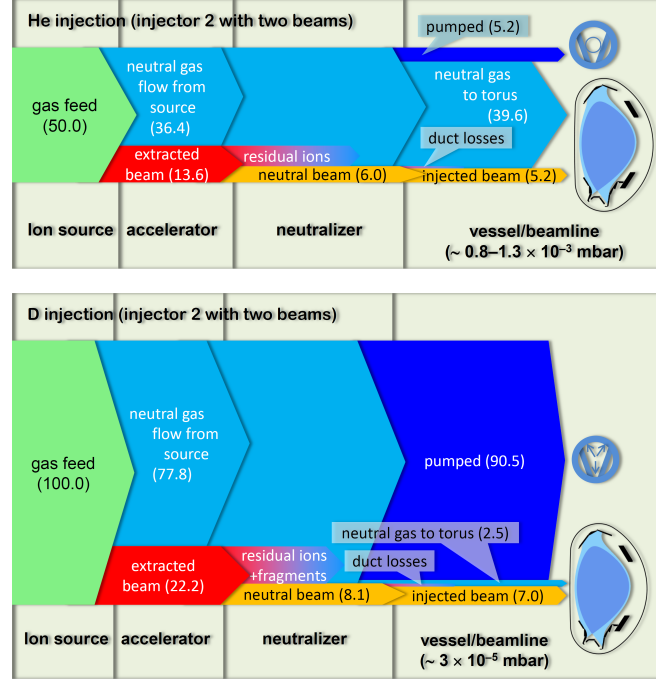 He injection (injector 2 with two beams)
pumped (5.2)
gas feed
(50.0)
neutral gas
flow from
source
(36.4)
neutral gas
to torus
(39.6)
duct losses
extracted
beam (13.6)
residual ions
neutral beam (6.0)
injected beam (5.2)
Ion source
accelerator
neutralizer
vessel/beamline
(~ 0.8–1.3 × 10⁻³ mbar)
D injection (injector 2 with two beams)
gas feed
(100.0)
neutral gas
flow from
source
(77.8)
pumped (90.5)
neutral gas to torus (2.5)
duct losses
extracted
beam (22.2)
residual ions
+fragments
neutral beam (8.1)
injected beam (7.0)
Ion source
accelerator
neutralizer
vessel/beamline
(~ 3 × 10⁻⁵ mbar)